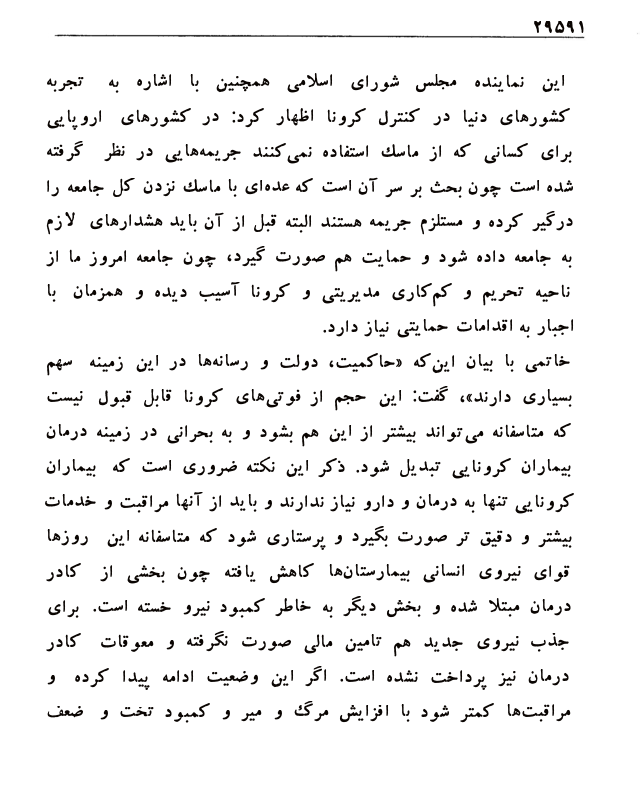 ۲۹۵۹۱
این نماینده مجلس شورای اسلامی همچنین با اشاره به تجربه
کشورهای دنیا در کنترل کرونا اظهار کرد: در کشورهای اروپایی
برای کسانی که از ماسك استفاده نمی‌کنند جریمه‌هایی در نظر گرفته
شده است چون بحث بر سر آن است که عده‌ای با ماسك نزدن کل جامعه را
درگیر کرده و مستلزم جریمه هستند البته قبل از آن باید هشدارهای لازم
به جامعه داده شود و حمایت هم صورت گیرد، چون جامعه امروز ما از
ناحیه تحریم و کم‌کاری مدیریتی و کرونا آسیب دیده و همزمان با
اجبار به اقدامات حمایتی نیاز دارد.
خاتمی با بیان این‌که «حاکمیت، دولت و رسانه‌ها در این زمینه سهم
بسیاری دارند»، گفت: این حجم از فوتی‌های کرونا قابل قبول نیست
که متاسفانه می‌تواند بیشتر از این هم بشود و به بحرانی در زمینه درمان
بیماران کرونایی تبدیل شود. ذکر این نکته ضروری است که بیماران
کرونایی تنها به درمان و دارو نیاز ندارند و باید از آنها مراقبت و خدمات
بیشتر و دقیق تر صورت بگیرد و پرستاری شود که متاسفانه این روزها
قوای نیروی انسانی بیمارستان‌ها کاهش یافته چون بخشی از کادر
درمان مبتلا شده و بخش دیگر به خاطر کمبود نیرو خسته است. برای
جذب نیروی جدید هم تامین مالی صورت نگرفته و معوقات کادر
درمان نیز پرداخت نشده است. اگر این وضعیت ادامه پیدا کرده و
مراقبت‌ها کمتر شود با افزایش مرگ و میر و کمبود تخت و ضعف